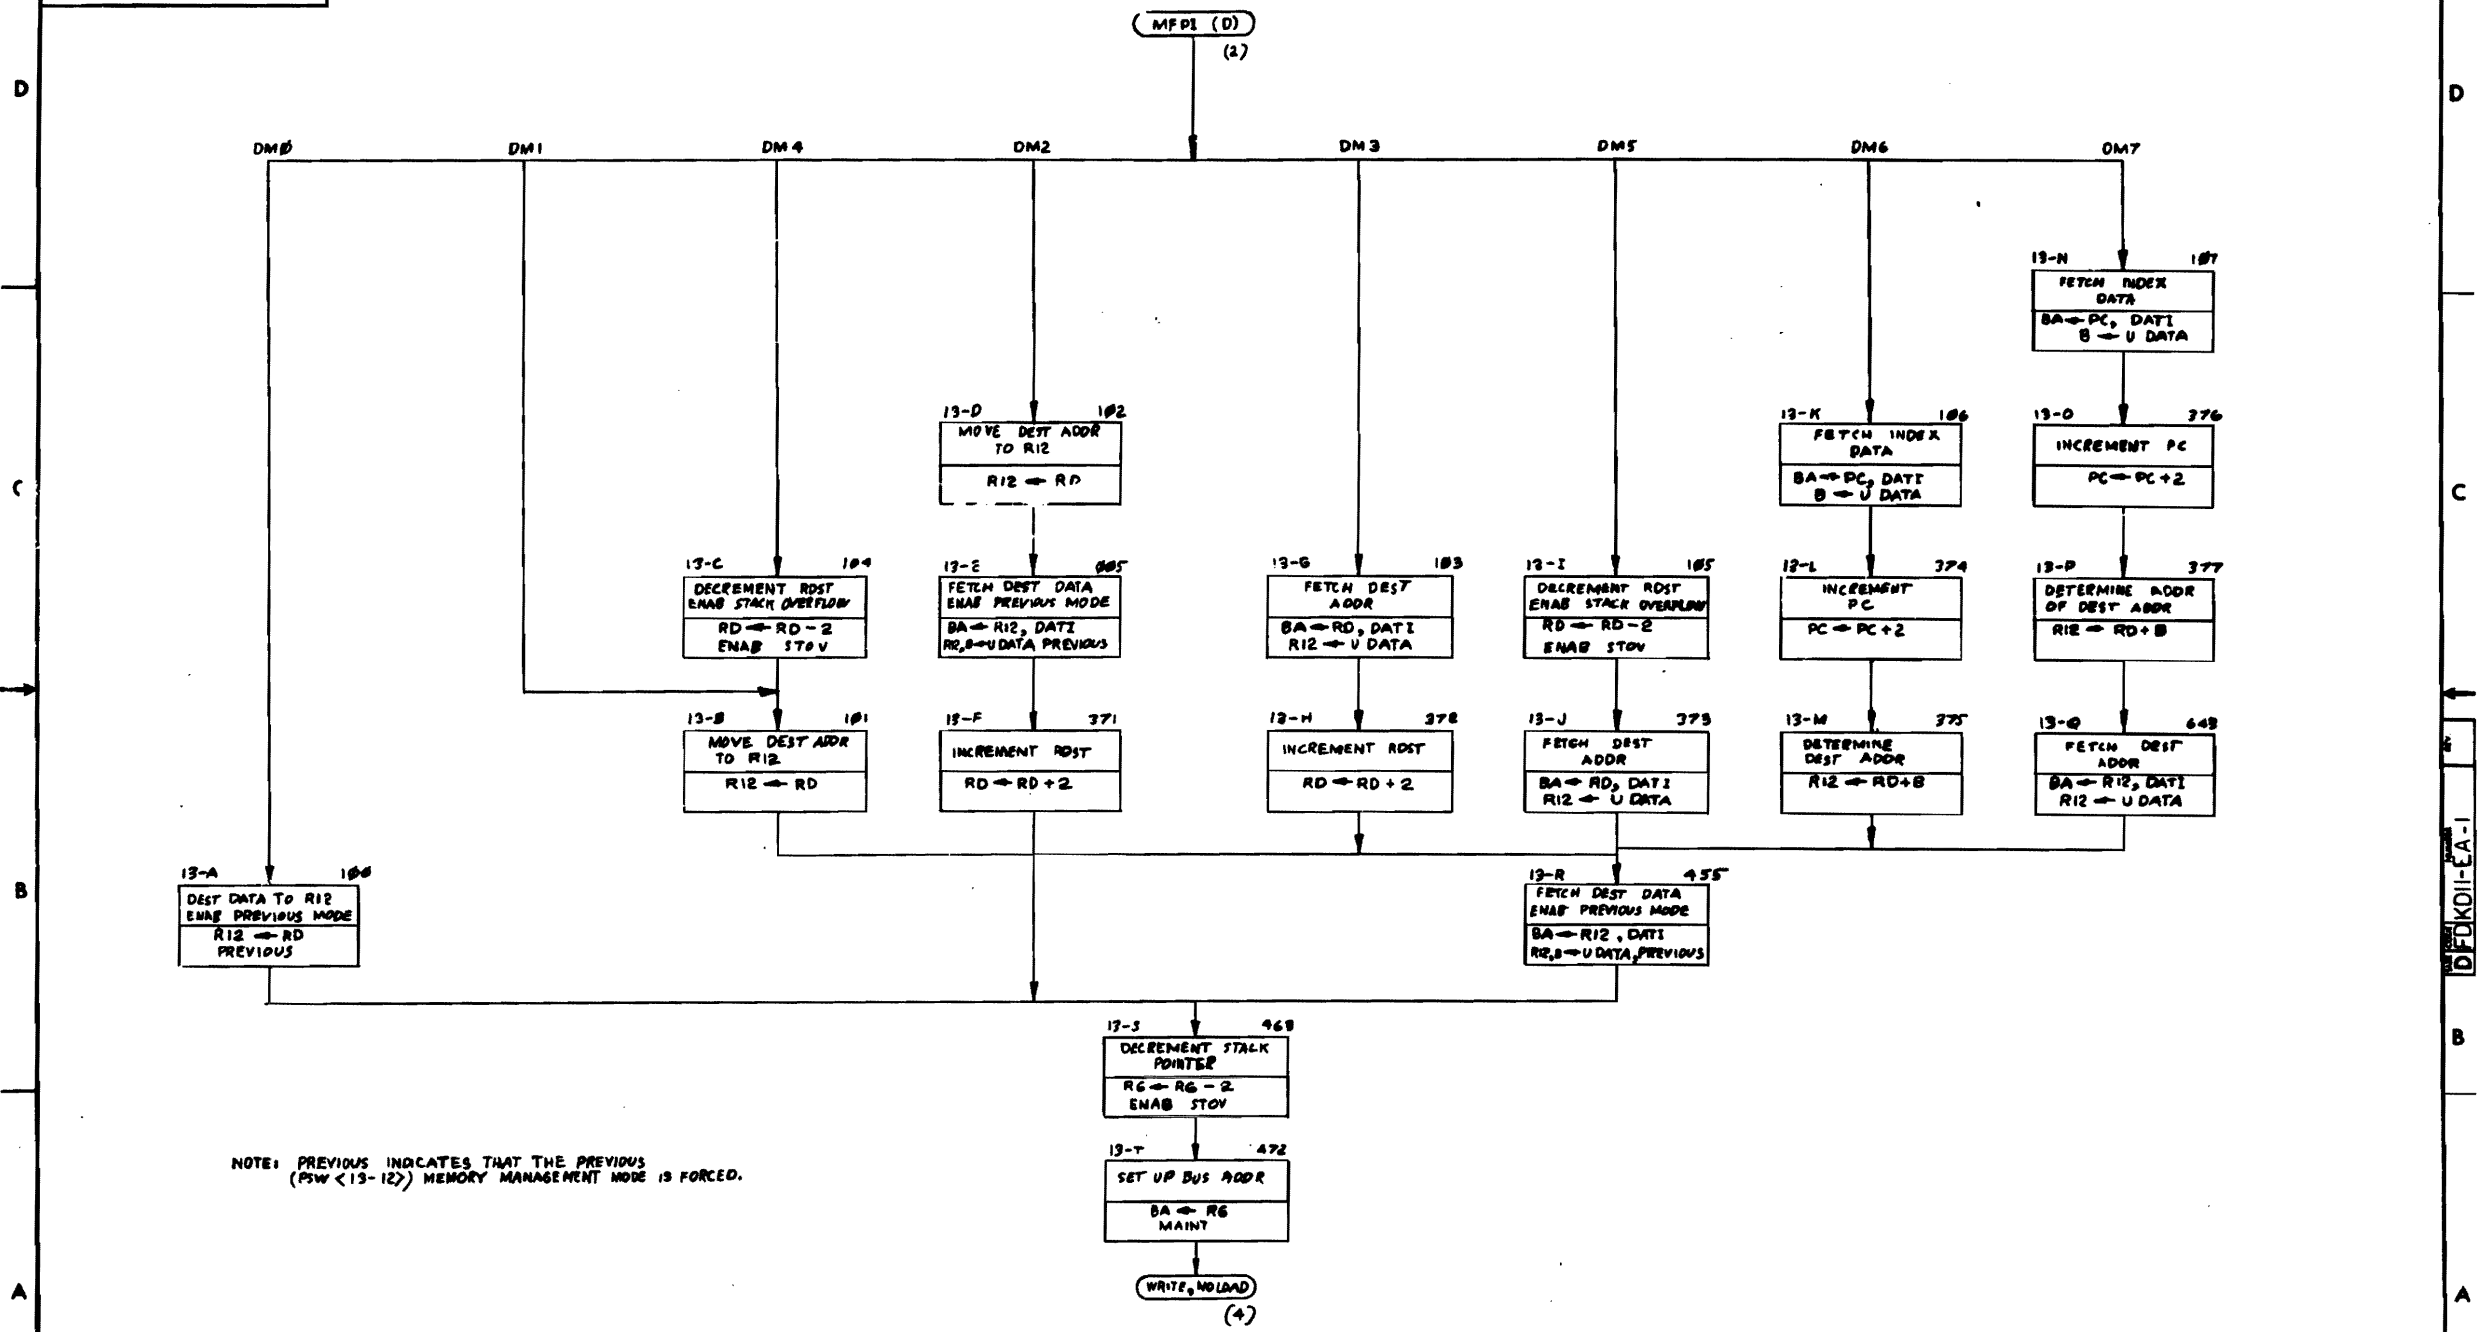 MFPI (D)
(2)
D
D
DMØ
DM1
DM4
DM2
DM3
DM5
DM6
DM7
13-N 1Ø7
FETCH INDEX
DATA
BA←PC, DATI
B ← U DATA
13-D 1Ø2
MOVE DEST ADDR
TO R12
R12 ← RD
13-K 1Ø6
FETCH INDEX
DATA
BA←PC, DATI
B ← U DATA
13-O 376
INCREMENT PC
PC←PC+2
C
C
13-C 1Ø4
DECREMENT RDST
ENAB STACK OVERFLOW
RD ← RD-2
ENAB STOV
13-E ØØ5
FETCH DEST DATA
ENAB PREVIOUS MODE
BA←R12, DATI
R12,B←U DATA PREVIOUS
13-G 1Ø3
FETCH DEST
ADDR
BA←RD, DATI
R12 ← U DATA
13-I 1Ø5
DECREMENT RDST
ENAB STACK OVERFLOW
RD ← RD-2
ENAB STOV
13-L 374
INCREMENT
PC
PC←PC+2
13-P 377
DETERMINE ADDR
OF DEST ADDR
R12 ← RD+B
13-B 1Ø1
MOVE DEST ADDR
TO R12
R12 ← RD
13-F 371
INCREMENT RDST
RD←RD+2
13-H 372
INCREMENT RDST
RD←RD+2
13-J 373
FETCH DEST
ADDR
BA← RD, DATI
R12 ← U DATA
13-M 375
DETERMINE
DEST ADDR
R12 ← RD+B
13-Q 643
FETCH DEST
ADDR
BA← R12, DATI
R12 ← U DATA
B
13-A 1ØØ
DEST DATA TO R12
ENAB PREVIOUS MODE
R12 ← RD
PREVIOUS
13-R 455
FETCH DEST DATA
ENAB PREVIOUS MODE
BA←R12, DATI
R12,B←U DATA, PREVIOUS
REV
NUMBER
D FD KD11-EA-1
13-S 463
DECREMENT STACK
POINTER
R6 ← R6 - 2
ENAB STOV
B
13-T 472
SET UP BUS ADDR
BA ← R6
MAINT
NOTE: PREVIOUS INDICATES THAT THE PREVIOUS
(PSW <13-12>) MEMORY MANAGEMENT MODE IS FORCED.
WRITE, NO LOAD
(4)
A
A